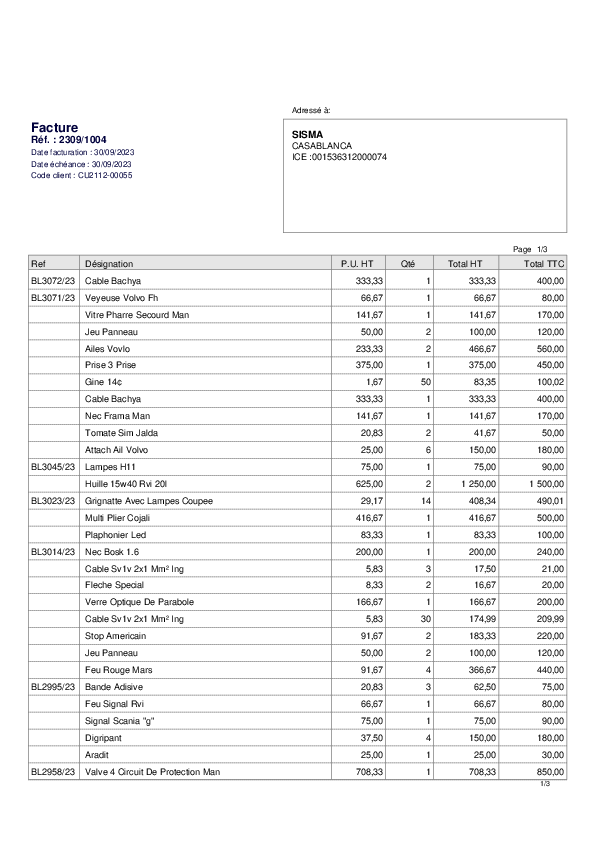 Adressé à:
Facture
Réf. : 2309/1004
Date facturation : 30/09/2023
Date échéance : 30/09/2023
Code client : CU2112-00055
SISMA
CASABLANCA
ICE :001536312000074
Page 1/3
Ref Désignation P.U. HT Qté Total HT Total TTC
BL3072/23 Cable Bachya 333,33 1 333,33 400,00
BL3071/23 Veyeuse Volvo Fh 66,67 1 66,67 80,00
Vitre Pharre Secourd Man 141,67 1 141,67 170,00
Jeu Panneau 50,00 2 100,00 120,00
Ailes Vovlo 233,33 2 466,67 560,00
Prise 3 Prise 375,00 1 375,00 450,00
Gine 14¢ 1,67 50 83,35 100,02
Cable Bachya 333,33 1 333,33 400,00
Nec Frama Man 141,67 1 141,67 170,00
Tomate Sim Jalda 20,83 2 41,67 50,00
Attach Ail Volvo 25,00 6 150,00 180,00
BL3045/23 Lampes H11 75,00 1 75,00 90,00
Huille 15w40 Rvi 20l 625,00 2 1 250,00 1 500,00
BL3023/23 Grignatte Avec Lampes Coupee 29,17 14 408,34 490,01
Multi Plier Cojali 416,67 1 416,67 500,00
Plaphonier Led 83,33 1 83,33 100,00
BL3014/23 Nec Bosk 1.6 200,00 1 200,00 240,00
Cable Sv1v 2x1 Mm² Ing 5,83 3 17,50 21,00
Fleche Special 8,33 2 16,67 20,00
Verre Optique De Parabole 166,67 1 166,67 200,00
Cable Sv1v 2x1 Mm² Ing 5,83 30 174,99 209,99
Stop Americain 91,67 2 183,33 220,00
Jeu Panneau 50,00 2 100,00 120,00
Feu Rouge Mars 91,67 4 366,67 440,00
BL2995/23 Bande Adisive 20,83 3 62,50 75,00
Feu Signal Rvi 66,67 1 66,67 80,00
Signal Scania "g" 75,00 1 75,00 90,00
Digripant 37,50 4 150,00 180,00
Aradit 25,00 1 25,00 30,00
BL2958/23 Valve 4 Circuit De Protection Man 708,33 1 708,33 850,00
1/3